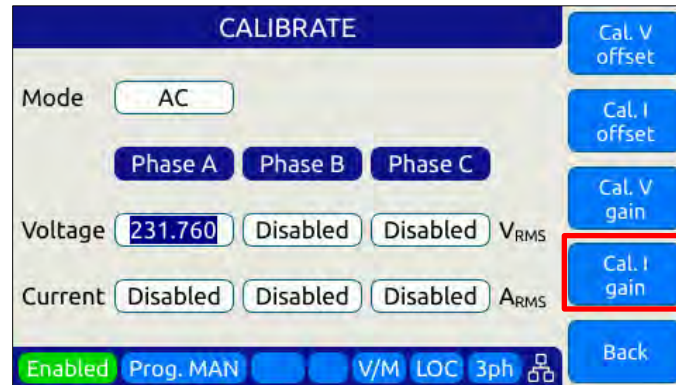 CALIBRATE
Cal. V
offset
Mode AC
Cal. I
offset
Phase A Phase B Phase C
Cal. V
gain
Voltage 231.760 Disabled Disabled VRMS
Cal. I
gain
Current Disabled Disabled Disabled ARMS
Back
Enabled Prog. MAN V/M LOC 3ph